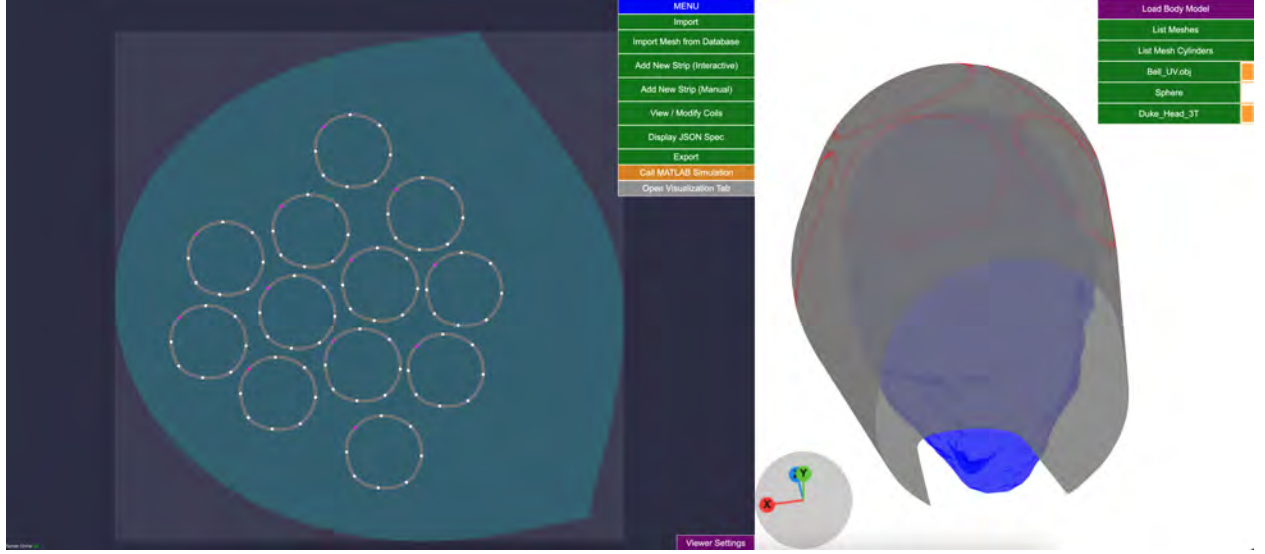 MENU
Import
Import Mesh from Database
Add New Strip (Interactive)
Add New Strip (Manual)
View / Modify Coils
Display JSON Spec
Export
Call MATLAB Simulation
Open Visualization Tab
Viewer Settings
Load Body Model
List Meshes
List Mesh Cylinders
Bell_UV.obj
Sphere
Duke_Head_3T
X
Y